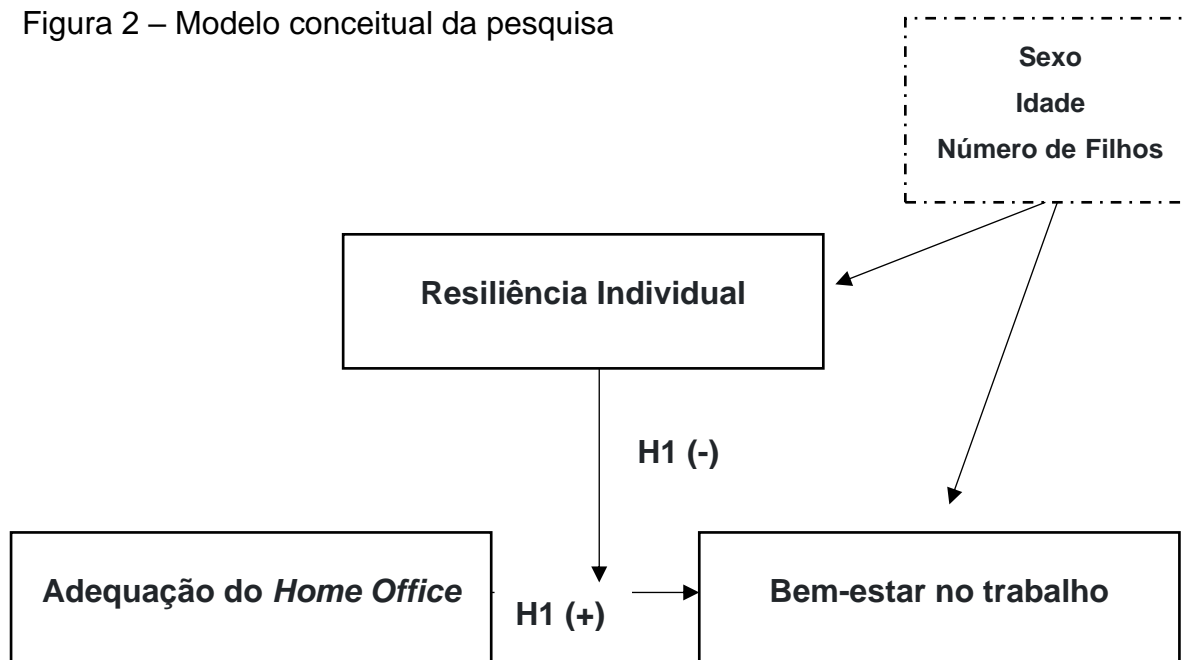 Figura 2 – Modelo conceitual da pesquisa
Sexo
Idade
Número de Filhos
Resiliência Individual
H1 (-)
Adequação do Home Office
H1 (+)
Bem-estar no trabalho